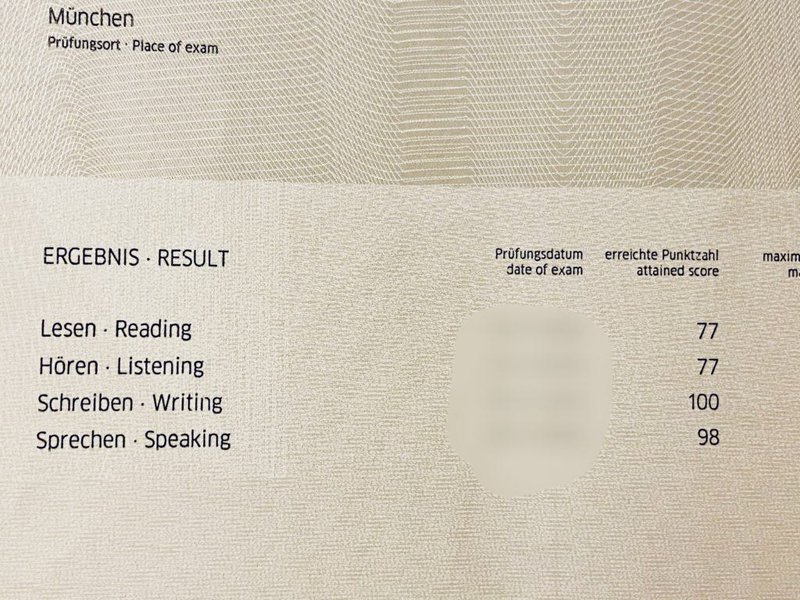 München
Prüfungsort · Place of exam
ERGEBNIS · RESULT
Prüfungsdatum
date of exam
erreichte Punktzahl
attained score
Lesen · Reading
77
Hören · Listening
77
Schreiben · Writing
100
Sprechen · Speaking
98